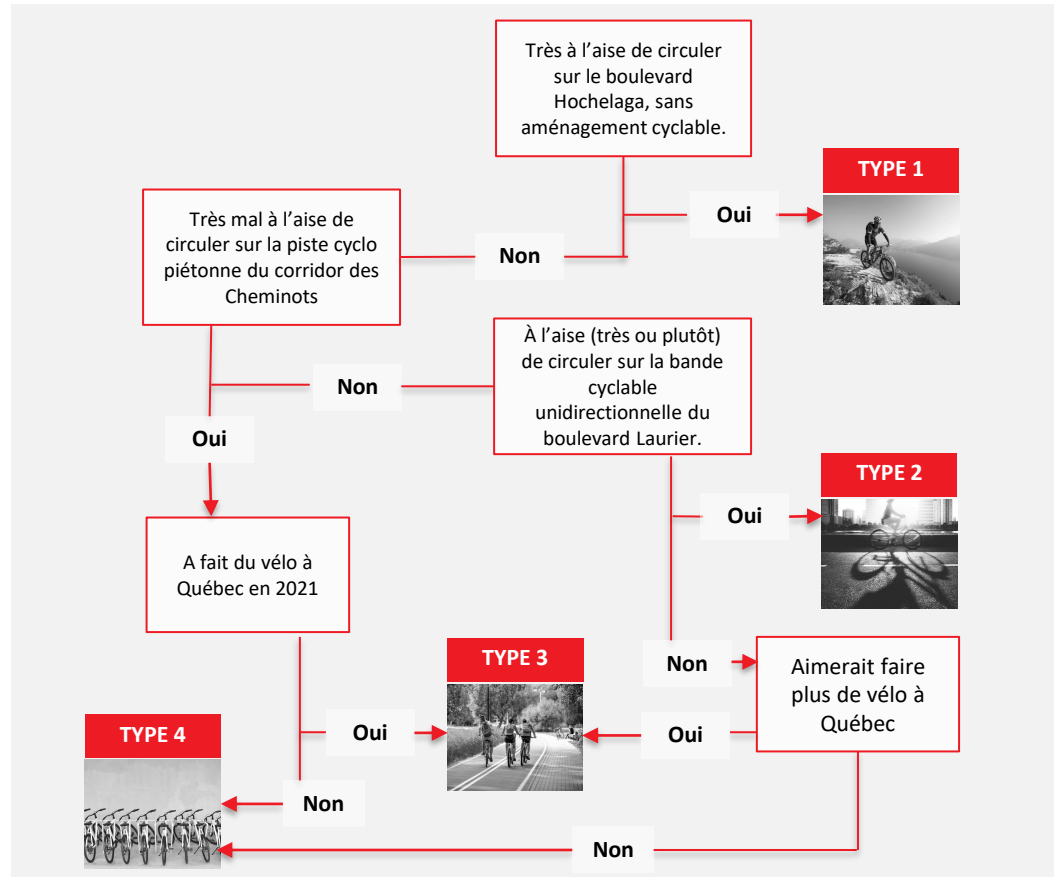 Très à l’aise de circuler
sur le boulevard
Hochelaga, sans
aménagement cyclable.
TYPE 1
Oui
Très mal à l’aise de
circuler sur la piste cyclo
piétonne du corridor des
Cheminots
Non
À l’aise (très ou plutôt)
de circuler sur la bande
cyclable
unidirectionnelle du
boulevard Laurier.
Non
Oui
TYPE 2
Oui
A fait du vélo à
Québec en 2021
TYPE 3
Non
Aimerait faire
plus de vélo à
Québec
TYPE 4
Oui
Oui
Non
Non